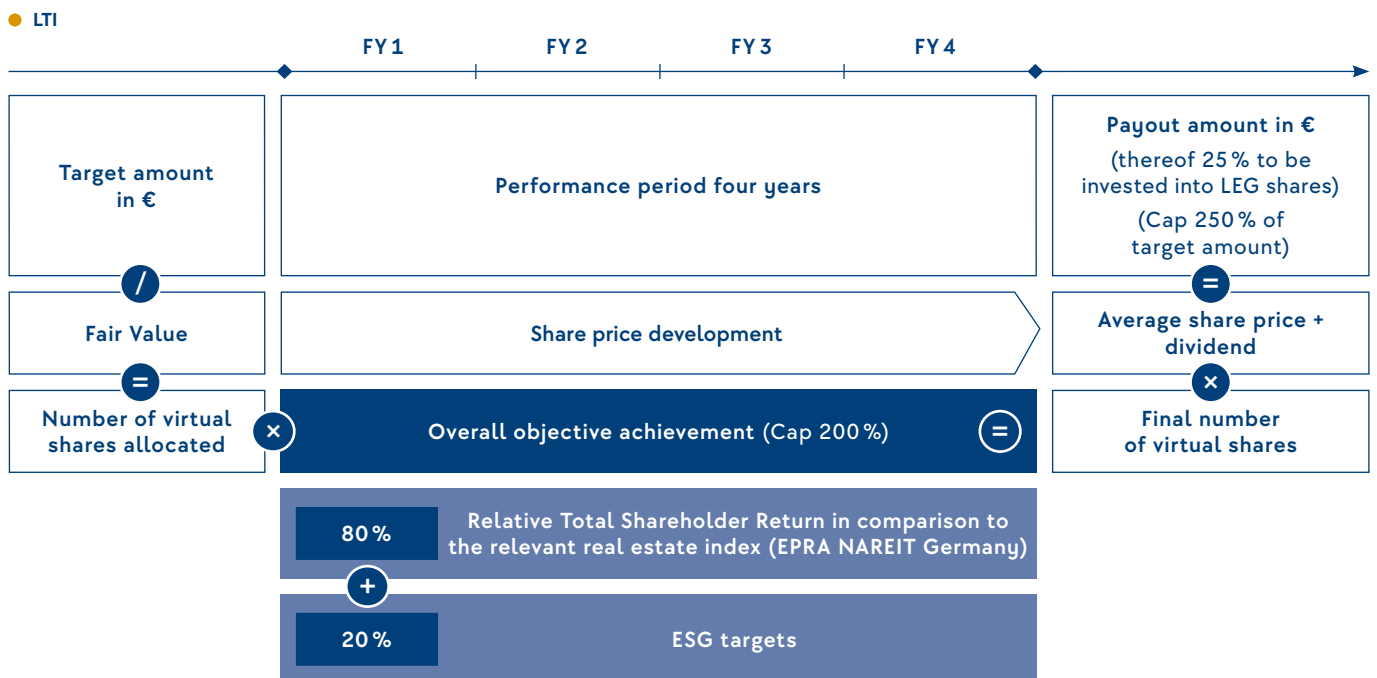 LTI
FY 1
FY 2
FY 3
FY 4
Target amount
in €
/
Fair Value
=
Number of virtual
shares allocated
×
Performance period four years
Share price development
Overall objective achievement (Cap 200 %)
=
80 %
Relative Total Shareholder Return in comparison to
the relevant real estate index (EPRA NAREIT Germany)
+
20 %
ESG targets
Payout amount in €
(thereof 25 % to be
invested into LEG shares)
(Cap 250 % of
target amount)
=
Average share price +
dividend
×
Final number
of virtual shares